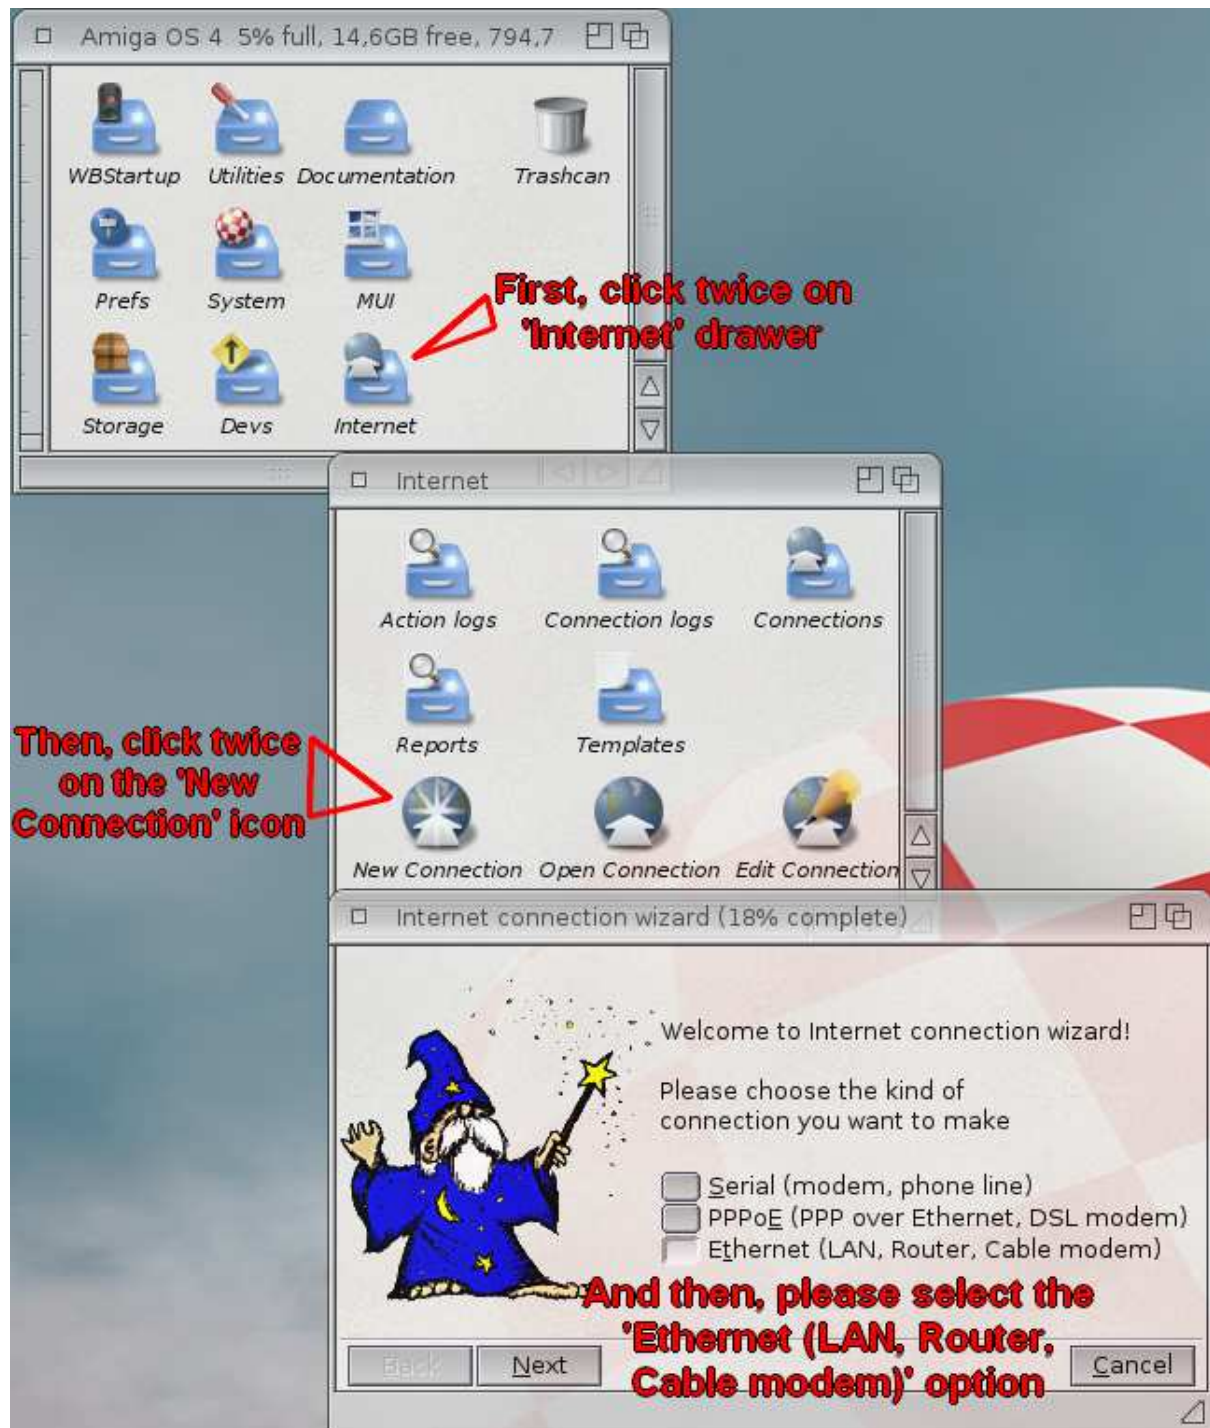 Amiga OS 4 5% full, 14,6GB free, 794,7
WBStartup Utilities Documentation Trashcan
Prefs System MUI
First, click twice on
'Internet' drawer
Storage Devs Internet
Internet
Action logs Connection logs Connections
Reports Templates
Then, click twice
on the 'New
Connection' icon
New Connection Open Connection Edit Connection
Internet connection wizard (18% complete)
Welcome to Internet connection wizard!
Please choose the kind of
connection you want to make
Serial (modem, phone line)
PPPoE (PPP over Ethernet, DSL modem)
Ethernet (LAN, Router, Cable modem)
And then, please select the
'Ethernet (LAN, Router,
Cable modem)' option
Back Next Cancel